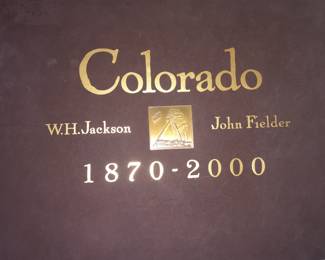 Colorado
W.H.Jackson John Fielder
1870-2000